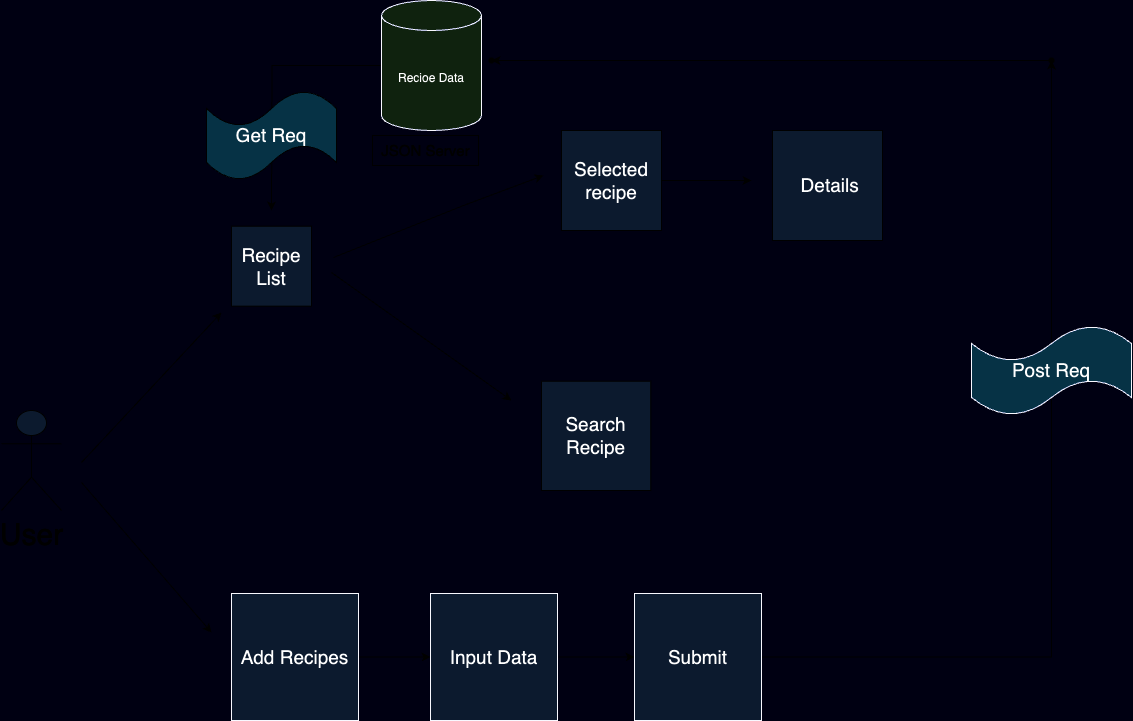 Recioe Data
Get Req
Selected
recipe
Details
Recipe
List
Post Req
Search
Recipe
User
Add Recipes
Input Data
Submit